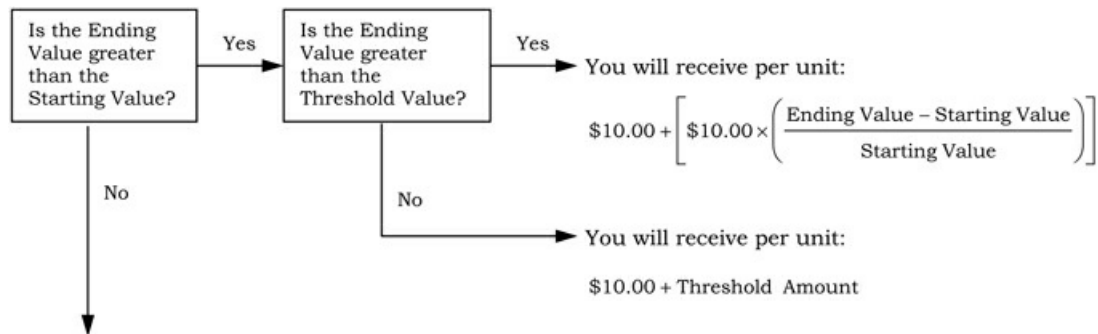 Is the Ending
Value greater
than the
Starting Value?
Yes
Is the Ending
Value greater
than the
Threshold Value?
Yes
You will receive per unit:
$10.00 + [$10.00 × (Ending Value – Starting Value / Starting Value)]
No
No
You will receive per unit:
$10.00 + Threshold Amount